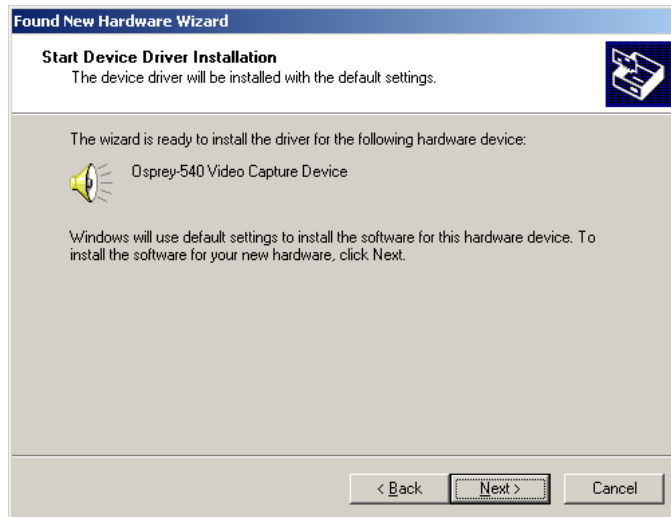 Found New Hardware Wizard
Start Device Driver Installation
The device driver will be installed with the default settings.
The wizard is ready to install the driver for the following hardware device:
Osprey-540 Video Capture Device
Windows will use default settings to install the software for this hardware device. To
install the software for your new hardware, click Next.
< Back Next > Cancel